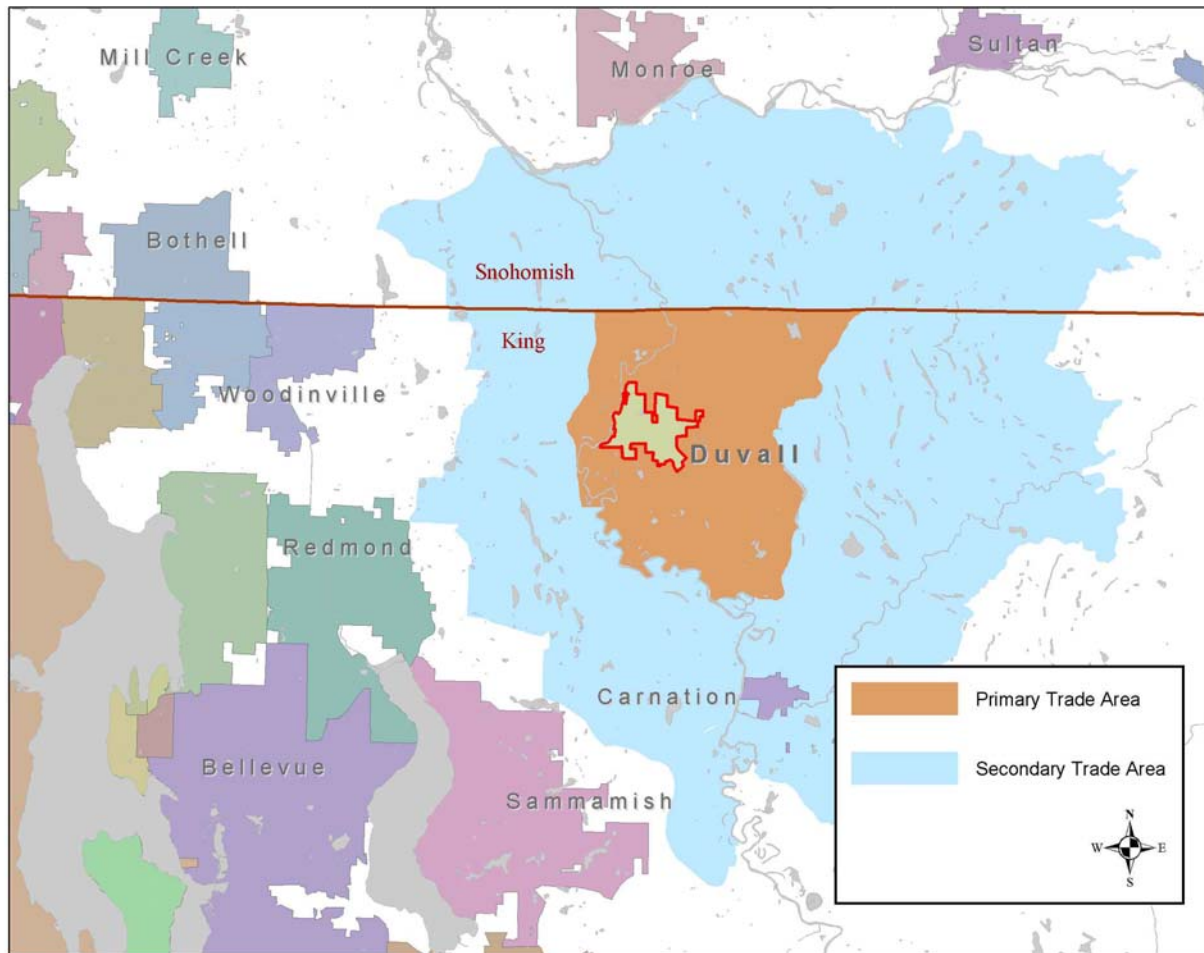 Mill Creek
Monroe
Sultan
Bothell
Snohomish
King
Woodinville
Duvall
Redmond
Carnation
Bellevue
Sammamish
Primary Trade Area
Secondary Trade Area
N
W E
S